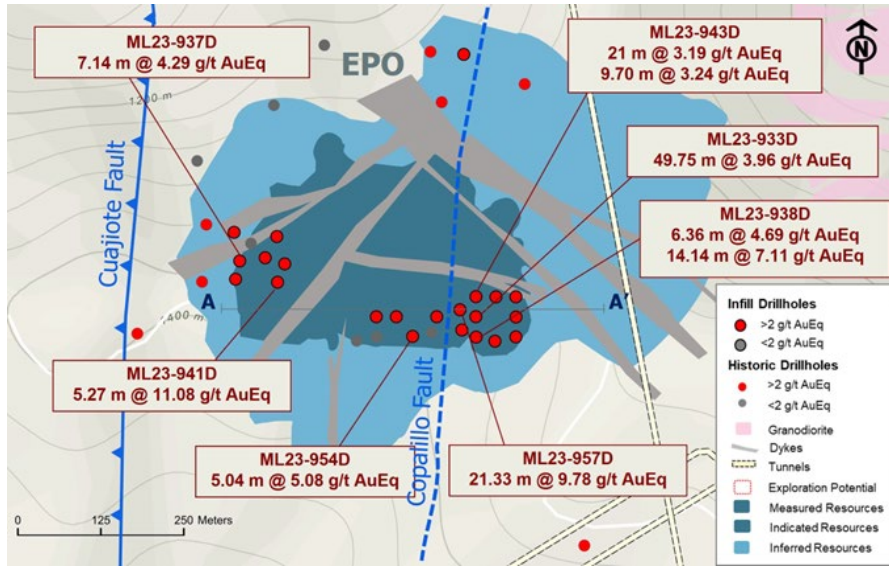 ML23-937D
7.14 m @ 4.29 g/t AuEq
EPO
ML23-943D
21 m @ 3.19 g/t AuEq
9.70 m @ 3.24 g/t AuEq
N
1200 m
ML23-933D
49.75 m @ 3.96 g/t AuEq
Cuajiote Fault
ML23-938D
6.36 m @ 4.69 g/t AuEq
14.14 m @ 7.11 g/t AuEq
A
A'
1400 m
ML23-941D
5.27 m @ 11.08 g/t AuEq
Copalillo Fault
ML23-954D
5.04 m @ 5.08 g/t AuEq
ML23-957D
21.33 m @ 9.78 g/t AuEq
0 125 250 Meters
Infill Drillholes
>2 g/t AuEq
<2 g/t AuEq
Historic Drillholes
>2 g/t AuEq
<2 g/t AuEq
Granodiorite
Dykes
Tunnels
Exploration Potential
Measured Resources
Indicated Resources
Inferred Resources